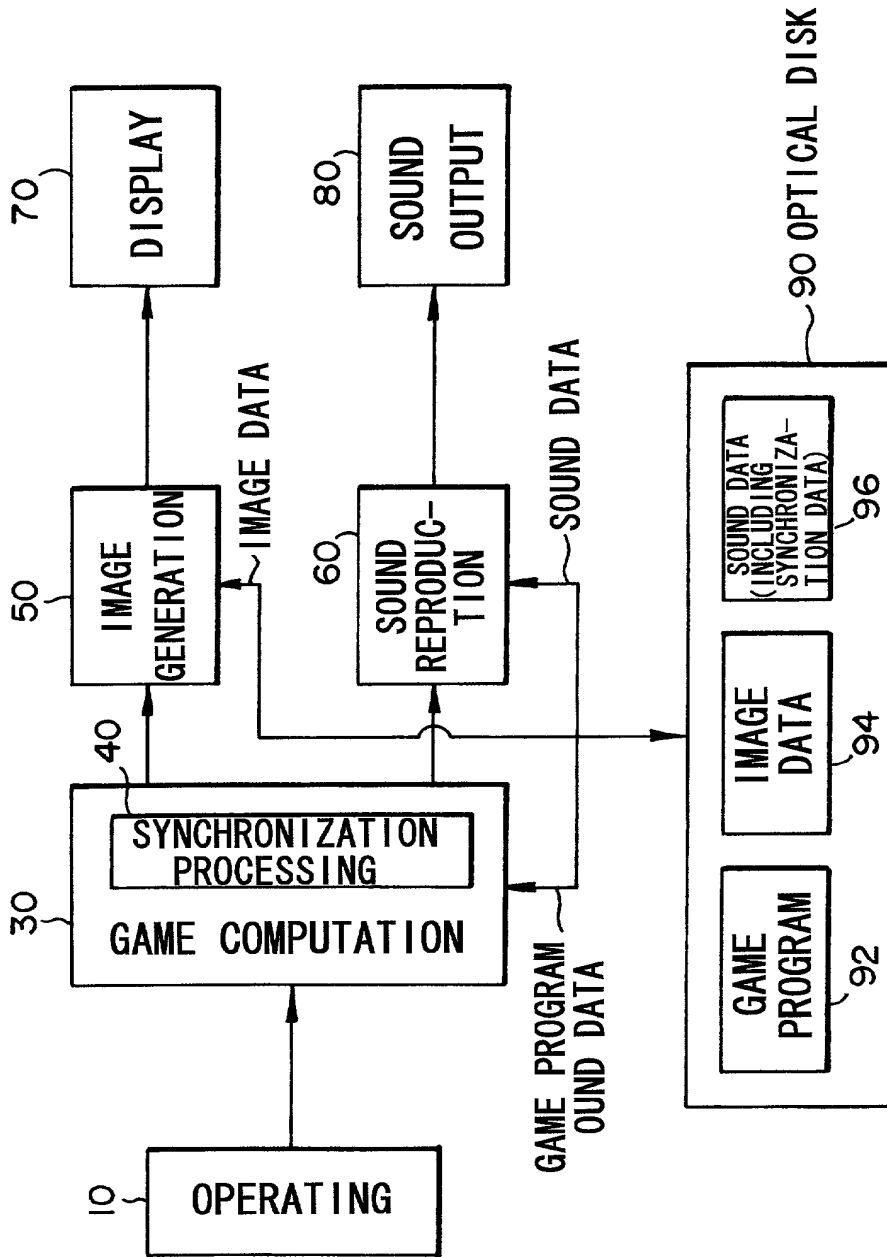 10
OPERATING
30
40
SYNCHRONIZATION
PROCESSING
GAME COMPUTATION
50
IMAGE
GENERATION
70
DISPLAY
IMAGE DATA
60
SOUND
REPRODUC-
TION
80
SOUND
OUTPUT
SOUND DATA
GAME PROGRAM
OUND DATA
90 OPTICAL DISK
GAME
PROGRAM
92
IMAGE
DATA
94
SOUND DATA
(INCLUDING
SYNCHRONIZA-
TION DATA)
96